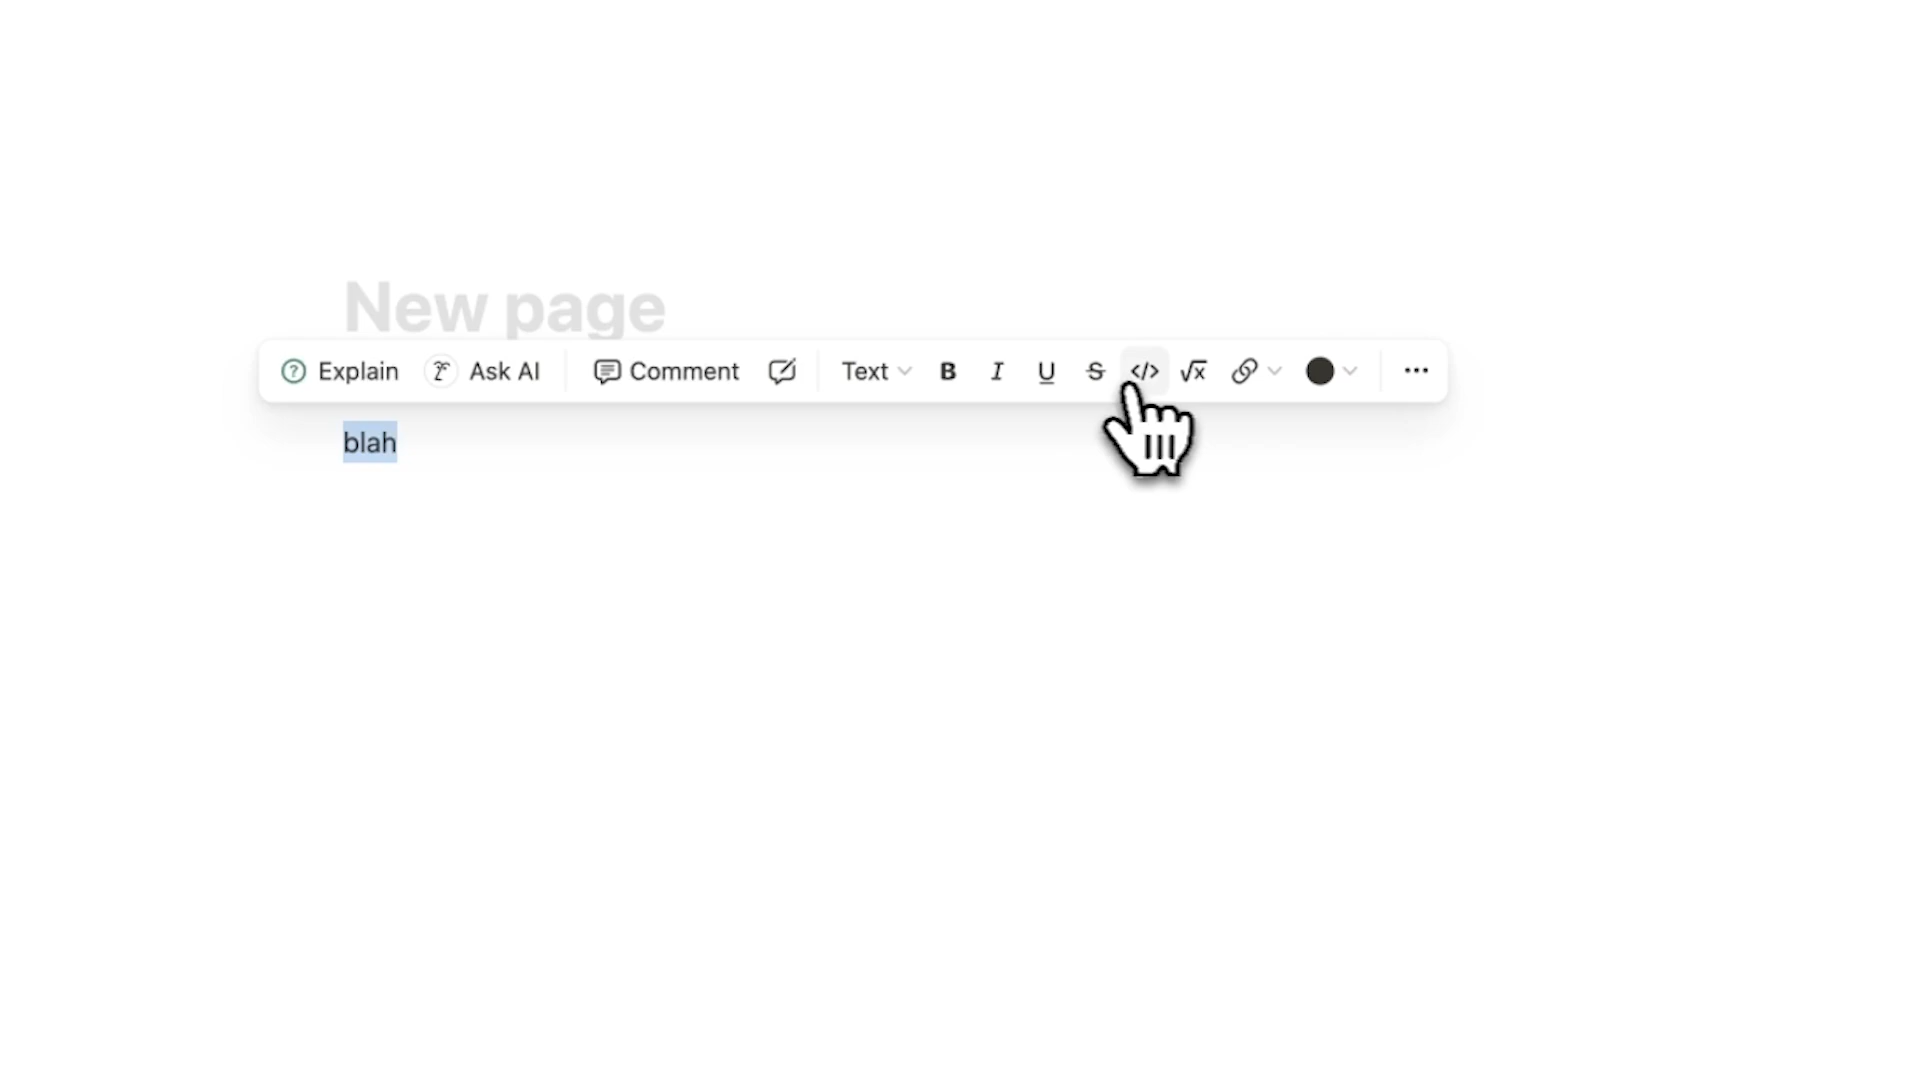 New page
Explain Ask AI Comment Text B I U S </> √x ...
blah